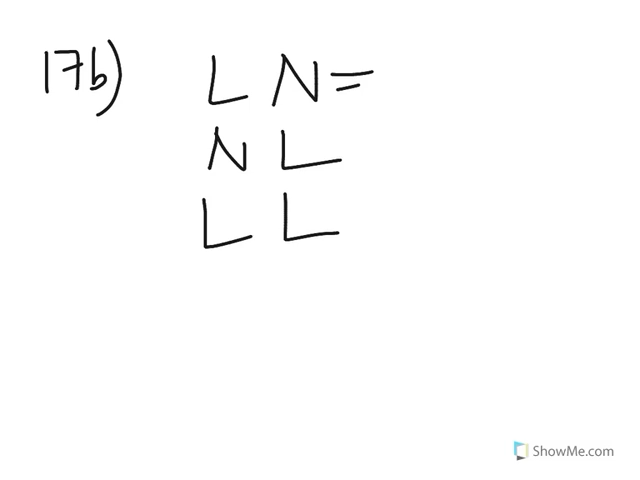 17b) L N =
N L
L L
ShowMe.com